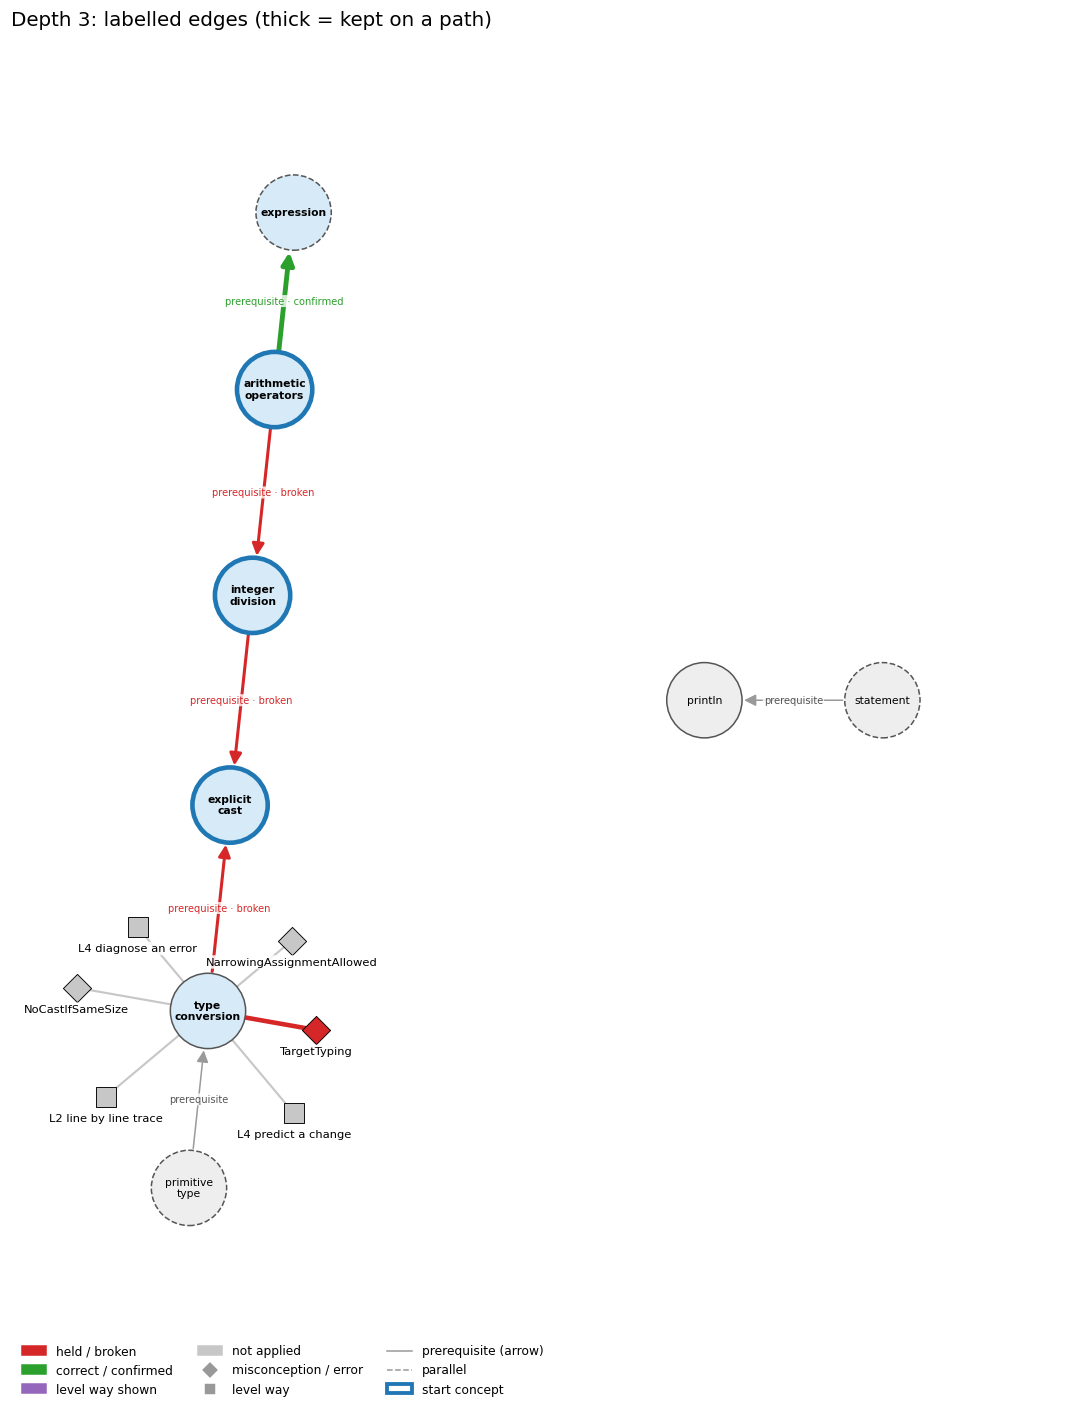 Depth 3: labelled edges (thick = kept on a path)
expression
prerequisite · confirmed
arithmetic
operators
prerequisite · broken
integer
division
prerequisite · broken
println
prerequisite
statement
explicit
cast
prerequisite · broken
L4 diagnose an error
NarrowingAssignmentAllowed
NoCastIfSameSize
type
conversion
TargetTyping
prerequisite
L2 line by line trace
L4 predict a change
primitive
type
held / broken
correct / confirmed
level way shown
not applied
misconception / error
level way
prerequisite (arrow)
parallel
start concept